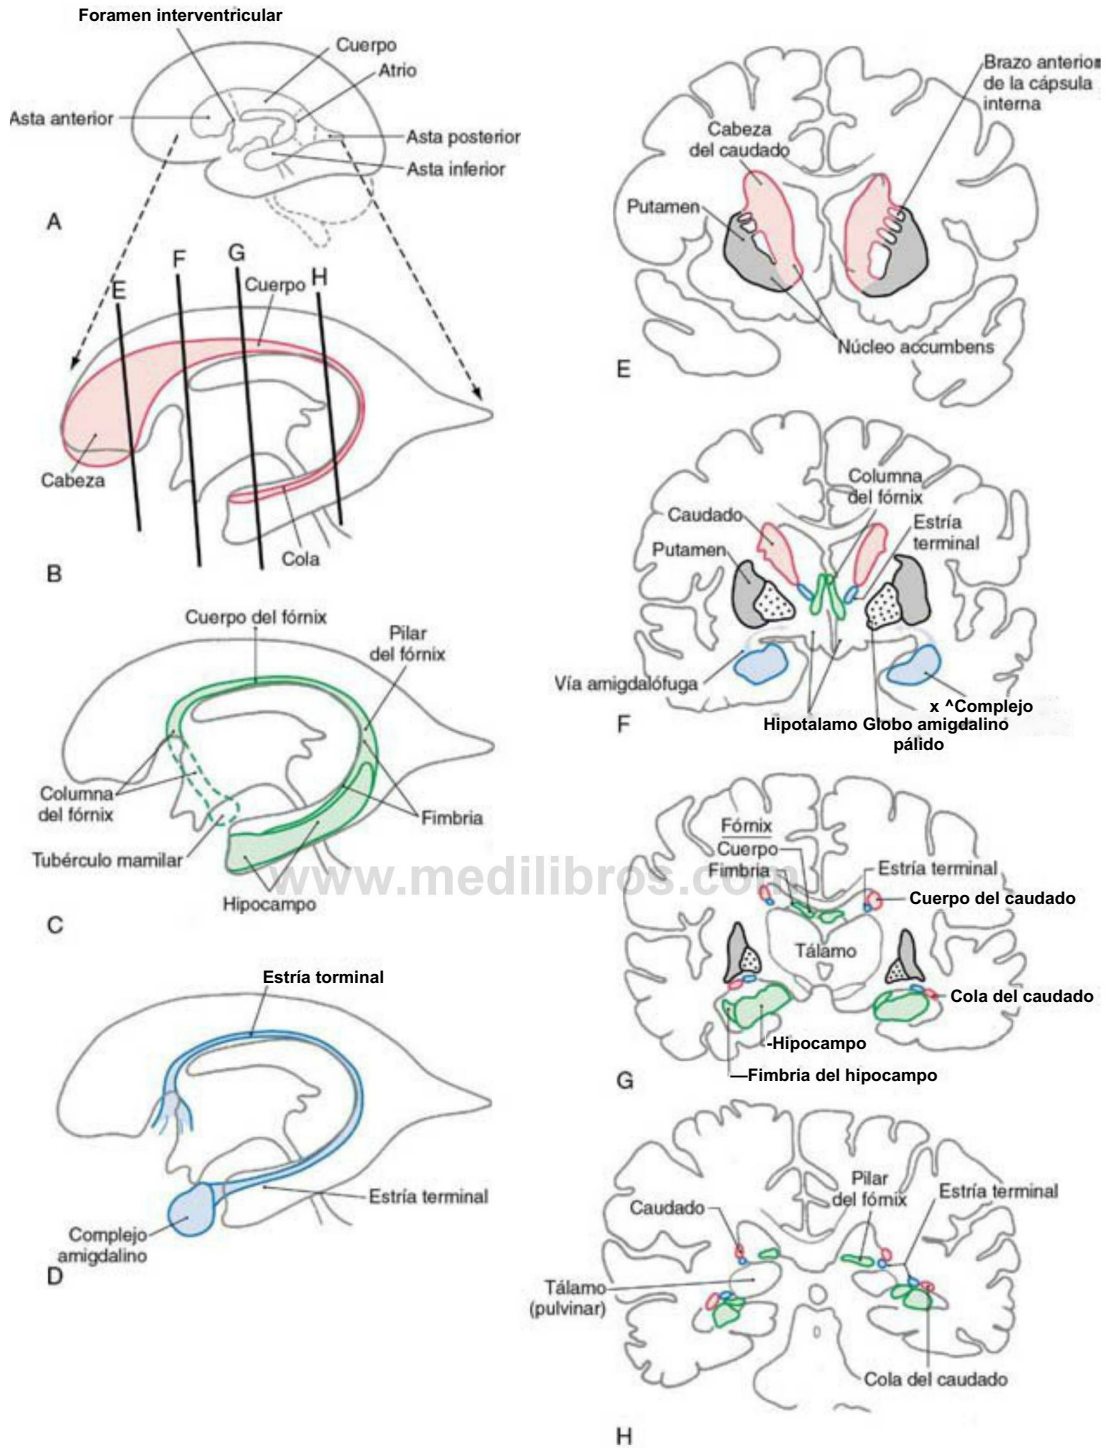 Foramen interventricular
Cuerpo
Atrio
Asta anterior
Asta posterior
Asta inferior
A
E
F
G
H
Cuerpo
Cabeza
Cola
B
Cuerpo del fórnix
Pilar
del fórnix
Columna
del fórnix
Fimbria
Tubérculo mamilar
Hipocampo
C
www.medilibros.com
Estría torminal
Estría terminal
Complejo
amigdalino
D
Brazo anterior
de la cápsula
interna
Cabeza
del caudado
Putamen
Núcleo accumbens
E
Columna
del fórnix
Caudado
Estría
terminal
Putamen
Vía amigdalófuga
x ^Complejo
Hipotalamo Globo amigdalino
pálido
F
Fórnix
Cuerpo
Fimbria
Estría terminal
Cuerpo del caudado
Tálamo
Cola del caudado
-Hipocampo
—Fimbria del hipocampo
G
Pilar
del fórnix
Estría terminal
Caudado
Tálamo
(pulvinar)
Cola del caudado
H